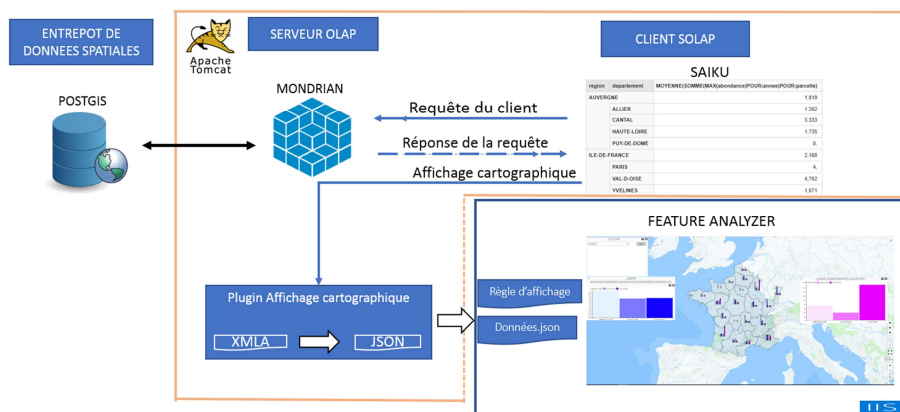 ENTREPOT DE
DONNEES SPATIALES
POSTGIS
Apache
Tomcat
SERVEUR OLAP
MONDRIAN
CLIENT SOLAP
SAIKU
region departement MOYENNE(SOMME)MAX(abondance)POUR:annee)POUR:parcelle)
AUVERGNE 1.819
ALLIER 1.282
CANTAL 3.333
HAUTE-LOIRE 1.735
PUY-DE-DOME 0.
ILE-DE-FRANCE 2.168
PARIS 4.
VAL-D-OISE 4.762
YVELINES 1.671
Requête du client
Réponse de la requête
Affichage cartographique
Plugin Affichage cartographique
XMLA
JSON
FEATURE ANALYZER
Règle d'affichage
Données.json